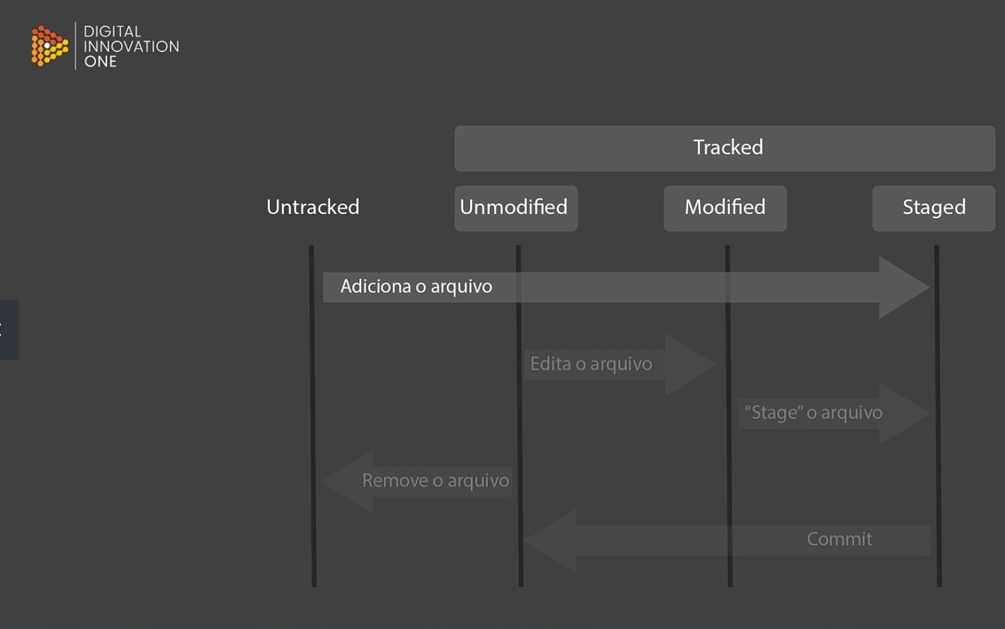 DIGITAL
INNOVATION
ONE
Tracked
Untracked
Unmodified
Modified
Staged
Adiciona o arquivo
Edita o arquivo
“Stage” o arquivo
Remove o arquivo
Commit